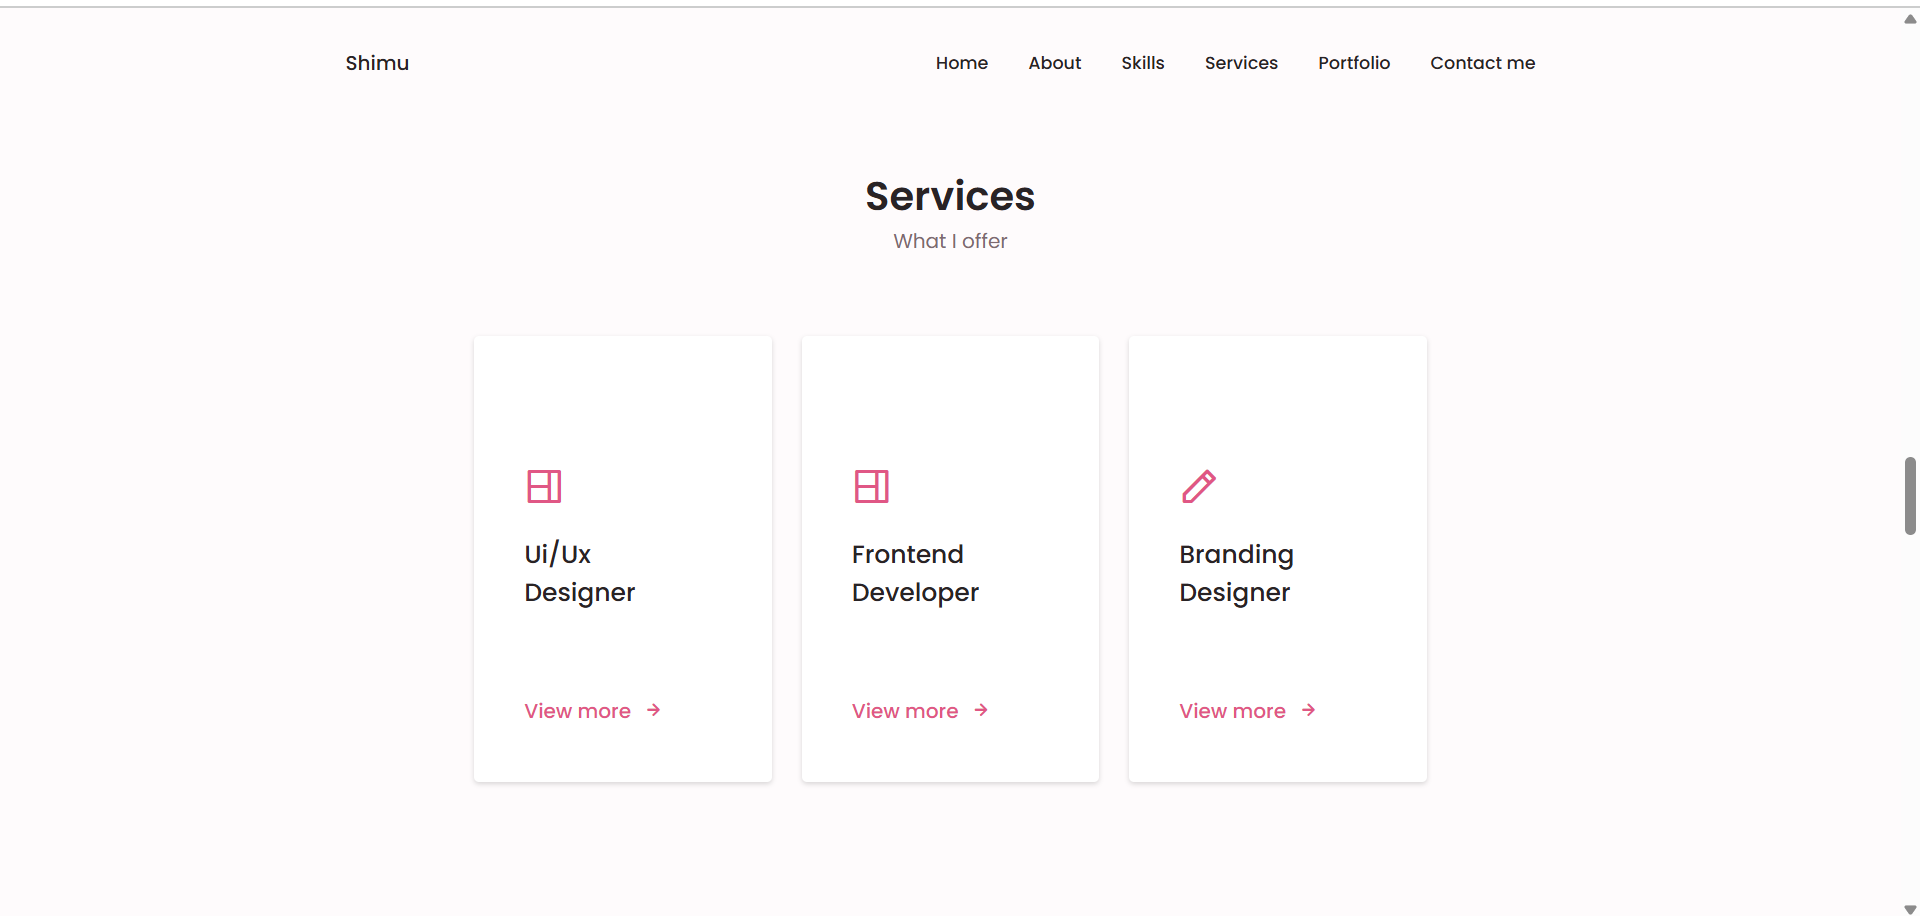 Shimu
Home About Skills Services Portfolio Contact me
Services
What I offer
Ui/Ux
Designer
View more
Frontend
Developer
View more
Branding
Designer
View more